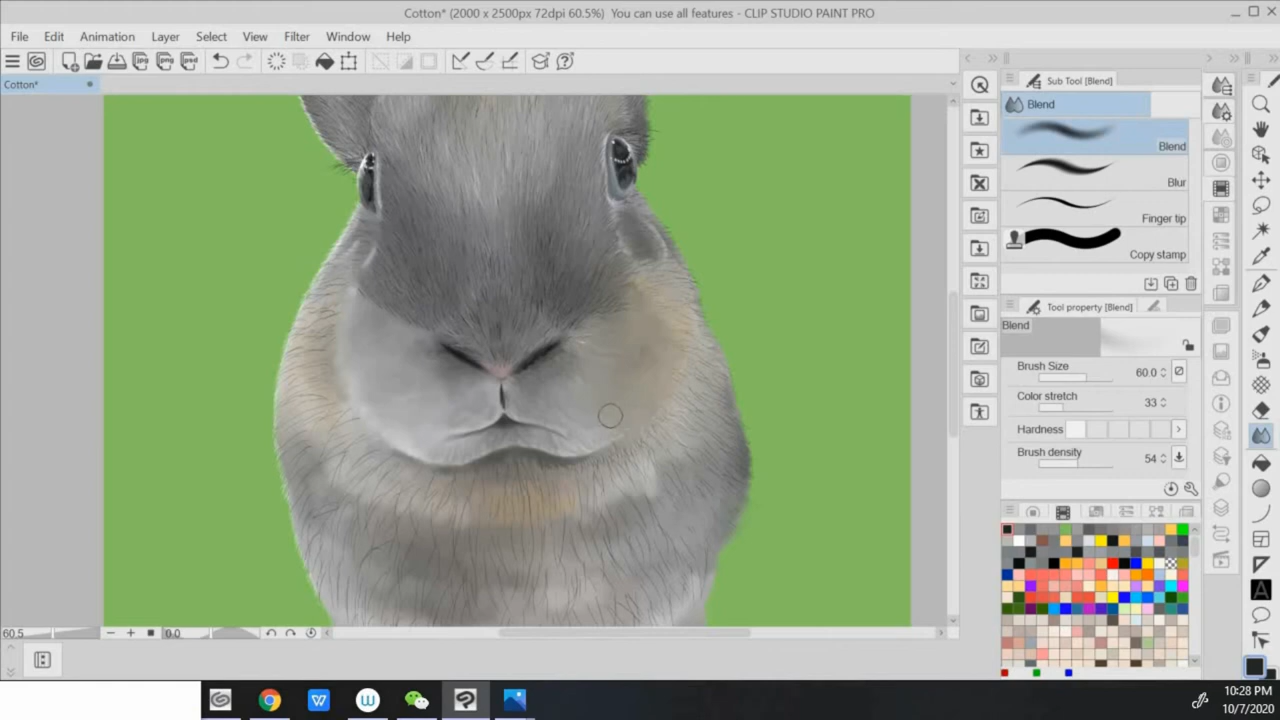 Cotton* (2000 x 2500px 72dpi 60.5%) You can use all features - CLIP STUDIO PAINT PRO
File Edit Animation Layer Select View Filter Window Help
Cotton*
Sub Tool [Blend]
Blend
Blend
Blur
Finger tip
Copy stamp
Tool property [Blend]
Blend
Brush Size 60.0
Color stretch 33
Hardness
Brush density 54
60.5 0.0
10:28 PM
10/7/2020